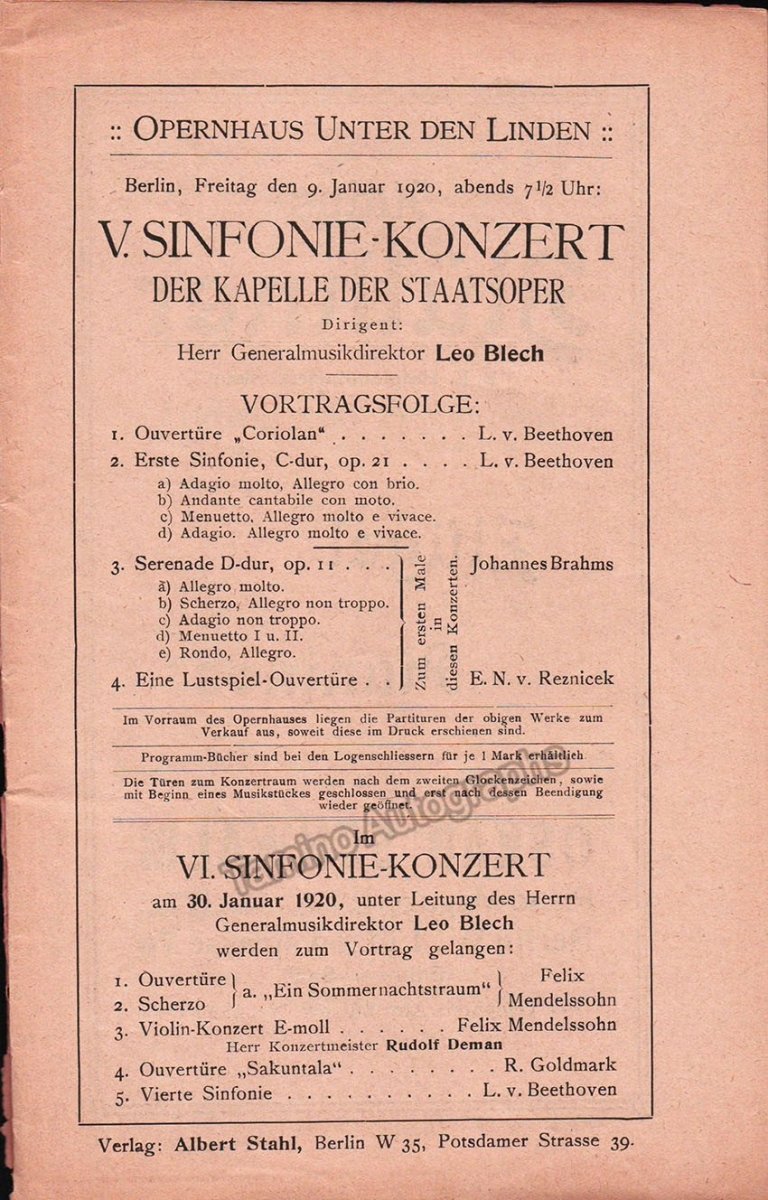 :: OPERNHAUS UNTER DEN LINDEN ::
Berlin, Freitag den 9. Januar 1920, abends 7 1/2 Uhr:
V. SINFONIE-KONZERT
DER KAPELLE DER STAATSOPER
Dirigent:
Herr Generalmusikdirektor Leo Blech
VORTRAGSFOLGE:
1. Ouvertüre „Coriolan“ . . . . . . . L. v. Beethoven
2. Erste Sinfonie, C-dur, op. 21 . . . . L. v. Beethoven
a) Adagio molto, Allegro con brio.
b) Andante cantabile con moto.
c) Menuetto, Allegro molto e vivace.
d) Adagio. Allegro molto e vivace.
3. Serenade D-dur, op. 11 . . . Johannes Brahms
a) Allegro molto.
b) Scherzo, Allegro non troppo.
c) Adagio non troppo.
d) Menuetto I u. II.
e) Rondo, Allegro.
4. Eine Lustspiel-Ouvertüre . . E. N. v. Reznicek
Zum ersten Male
in
diesen Konzerten.
Im Vorraum des Opernhauses liegen die Partituren der obigen Werke zum
Verkauf aus, soweit diese im Druck erschienen sind.
Programm-Bücher sind bei den Logenschliessern für je 1 Mark erhältlich
Die Türen zum Konzertraum werden nach dem zweiten Glockenzeichen, sowie
mit Beginn eines Musikstückes geschlossen und erst nach dessen Beendigung
wieder geöffnet.
Tamino Autographs
Im
VI. SINFONIE-KONZERT
am 30. Januar 1920, unter Leitung des Herrn
Generalmusikdirektor Leo Blech
werden zum Vortrag gelangen:
1. Ouvertüre
2. Scherzo
a. „Ein Sommernachtstraum“
Felix
Mendelssohn
3. Violin-Konzert E-moll . . . . . . Felix Mendelssohn
Herr Konzertmeister Rudolf Deman
4. Ouvertüre „Sakuntala“ . . . . . . . . R. Goldmark
5. Vierte Sinfonie . . . . . . . . . . L. v. Beethoven
Verlag: Albert Stahl, Berlin W 35, Potsdamer Strasse 39.